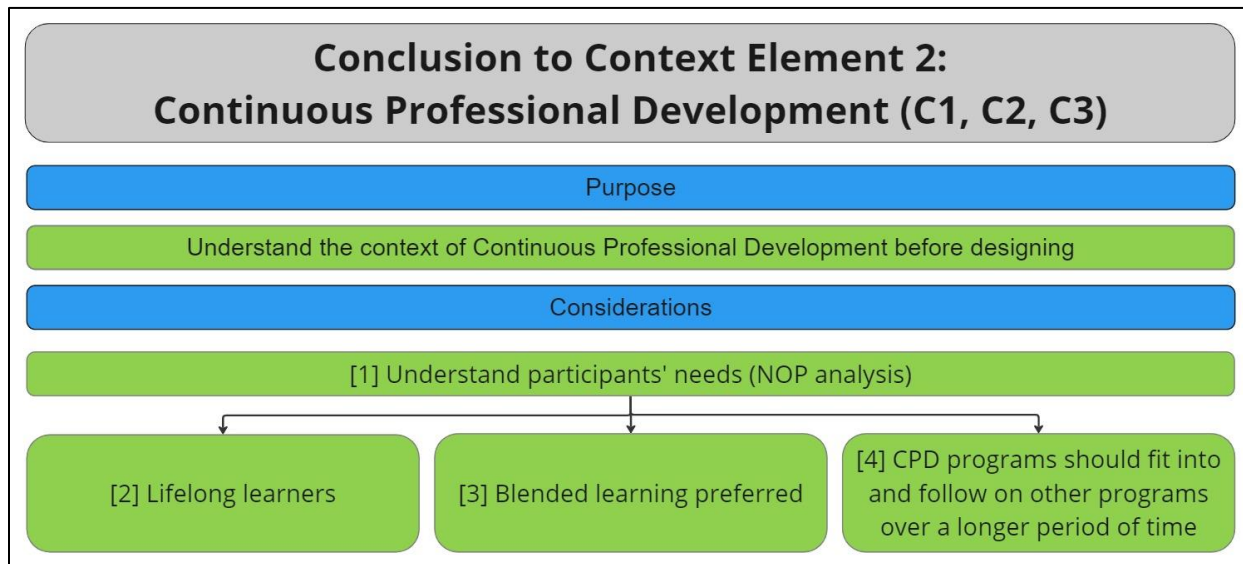 Conclusion to Context Element 2:
Continuous Professional Development (C1, C2, C3)
Purpose
Understand the context of Continuous Professional Development before designing
Considerations
[1] Understand participants' needs (NOP analysis)
[2] Lifelong learners
[3] Blended learning preferred
[4] CPD programs should fit into
and follow on other programs
over a longer period of time